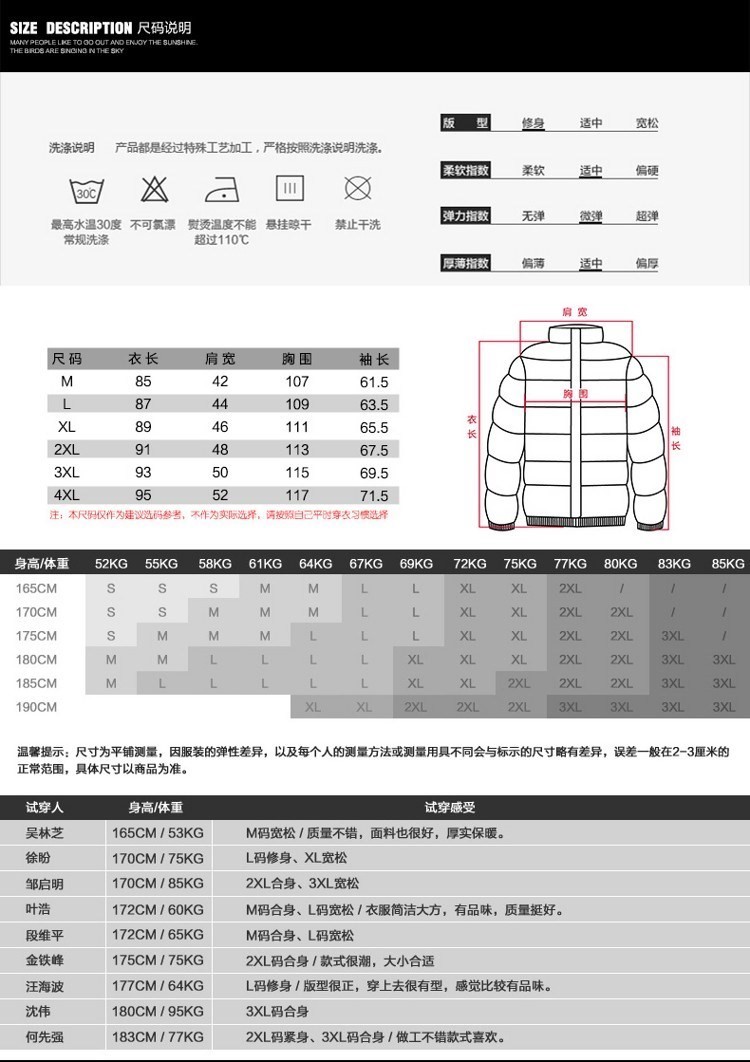 SIZE DESCRIPTION 尺码说明
MANY PEOPLE LIKE TO GO OUT AND ENJOY THE SUNSHINE.
THE BIRDS ARE SINGING IN THE SKY
洗涤说明 产品都是经过特殊工艺加工，严格按照洗涤说明洗涤。
30℃
最高水温30度 不可氯漂 熨烫温度不能 悬挂晾干 禁止干洗
常规洗涤 超过110℃
版 型 修身 适中 宽松
柔软指数 柔软 适中 偏硬
弹力指数 无弹 微弹 超弹
厚薄指数 偏薄 适中 偏厚
尺码 衣长 肩宽 胸围 袖长
M 85 42 107 61.5
L 87 44 109 63.5
XL 89 46 111 65.5
2XL 91 48 113 67.5
3XL 93 50 115 69.5
4XL 95 52 117 71.5
注：本尺码仅作为建议选码参考，不作为实际选择，请按照自己平时穿衣习惯选择
肩宽
胸围
衣长
袖长
身高/体重 52KG 55KG 58KG 61KG 64KG 67KG 69KG 72KG 75KG 77KG 80KG 83KG 85KG
165CM S S S M M L L XL XL 2XL / / /
170CM S S M M M L L XL XL 2XL 2XL / /
175CM S M M M L L L XL XL 2XL 2XL 3XL /
180CM M M L L L L XL XL XL 2XL 2XL 3XL 3XL
185CM M L L L L L XL XL 2XL 2XL 2XL 3XL 3XL
190CM XL XL 2XL 2XL 2XL 3XL 3XL 3XL 3XL
温馨提示：尺寸为平铺测量，因服装的弹性差异，以及每个人的测量方法或测量用具不同会与标示的尺寸略有差异，误差一般在2-3厘米的
正常范围，具体尺寸以商品为准。
试穿人 身高/体重 试穿感受
吴林芝 165CM / 53KG M码宽松 / 质量不错，面料也很好，厚实保暖。
徐盼 170CM / 75KG L码修身、XL宽松
邹启明 170CM / 85KG 2XL合身、3XL宽松
叶浩 172CM / 60KG M码合身、L码宽松 / 衣服简洁大方，有品味，质量挺好。
段维平 172CM / 65KG M码合身、L码宽松
金铁峰 175CM / 75KG 2XL码合身 / 款式很潮，大小合适
汪海波 177CM / 64KG L码修身 / 版型很正，穿上去很有型，感觉比较有品味。
沈伟 180CM / 95KG 3XL码合身
何先强 183CM / 77KG 2XL码紧身、3XL码合身 / 做工不错款式喜欢。